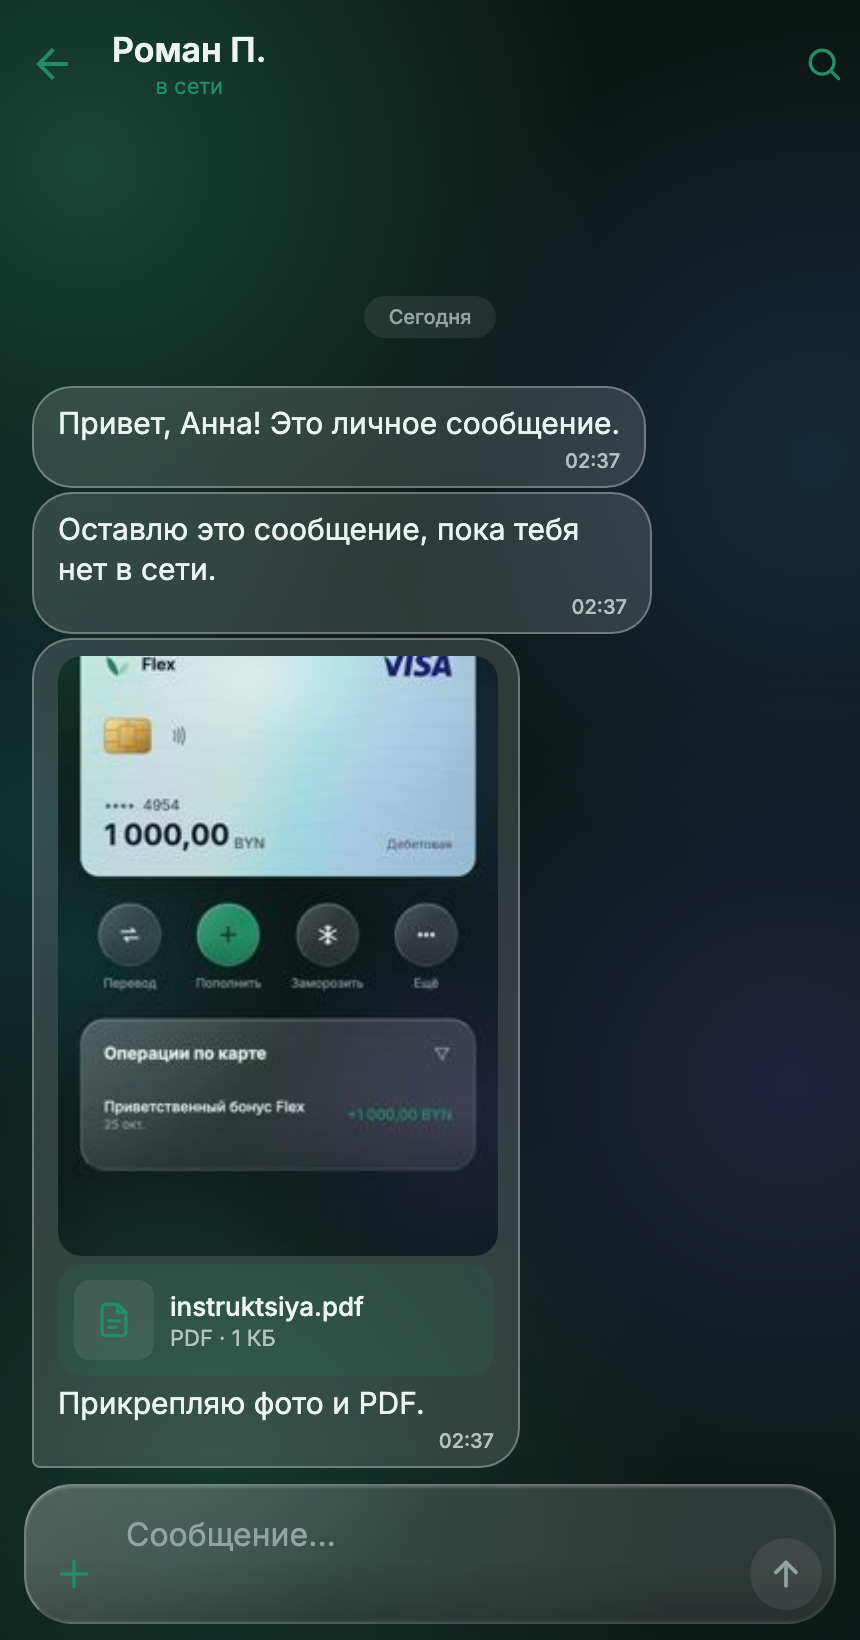 Роман П.
в сети
Сегодня
Привет, Анна! Это личное сообщение.
02:37
Оставлю это сообщение, пока тебя
нет в сети.
02:37
Flex VISA
•••• 4954
1 000,00 BYN
Дебетовая
Перевод Пополнить Заморозить Ещё
Операции по карте
Приветственный бонус Flex +1 000,00 BYN
25 окт.
instruktsiya.pdf
PDF · 1 КБ
Прикрепляю фото и PDF.
02:37
Сообщение...